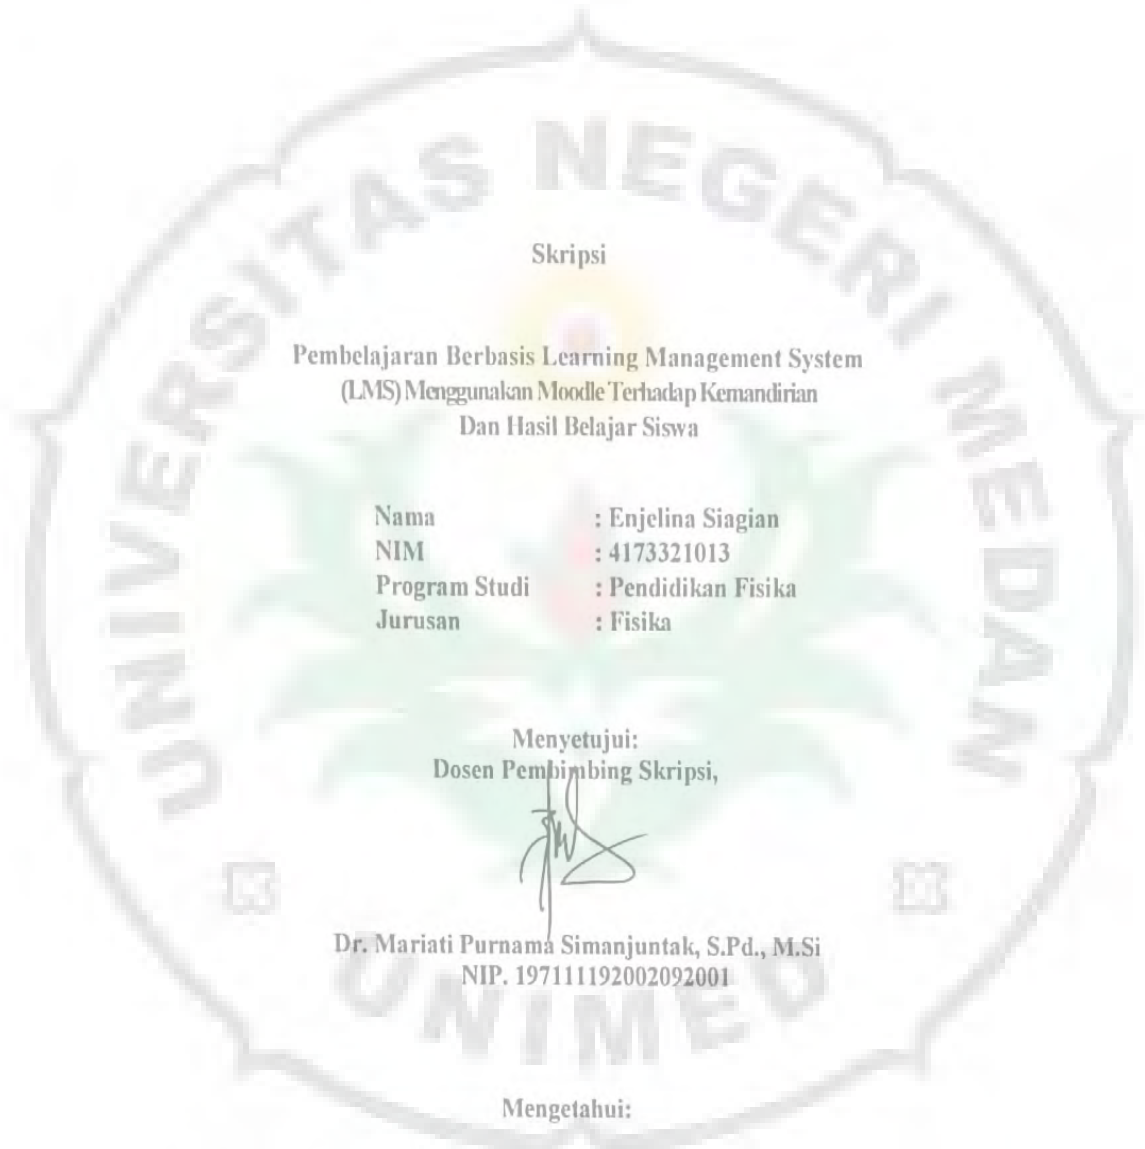 UNIVERSITAS NEGERI MEDAN
Skripsi
Pembelajaran Berbasis Learning Management System
(LMS) Menggunakan Moodle Terhadap Kemandirian
Dan Hasil Belajar Siswa
Nama : Enjelina Siagian
NIM : 4173321013
Program Studi : Pendidikan Fisika
Jurusan : Fisika
Menyetujui:
Dosen Pembimbing Skripsi,
Dr. Mariati Purnama Simanjuntak, S.Pd., M.Si
NIP. 197111192002092001
UNIMED
Mengetahui: